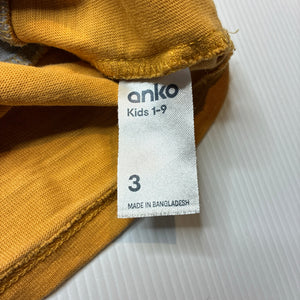 anko
Kids 1-9
3
MADE IN BANGLADESH